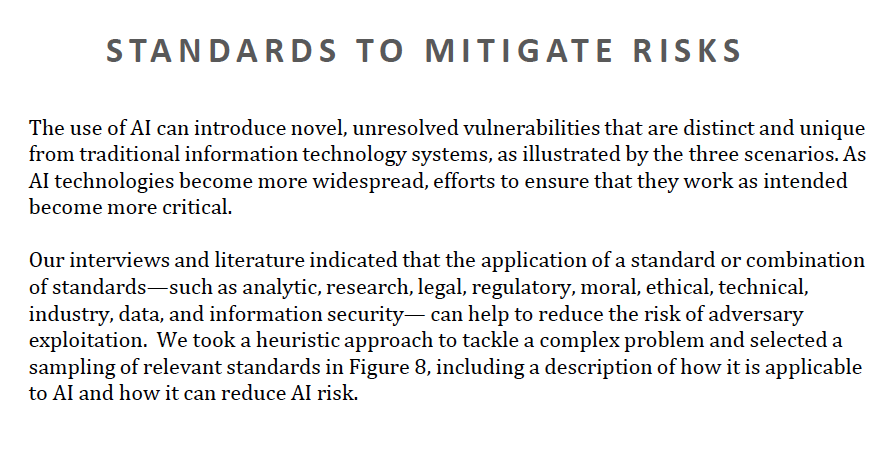 STANDARDS TO MITIGATE RISKS
The use of AI can introduce novel, unresolved vulnerabilities that are distinct and unique
from traditional information technology systems, as illustrated by the three scenarios. As
AI technologies become more widespread, efforts to ensure that they work as intended
become more critical.
Our interviews and literature indicated that the application of a standard or combination
of standards—such as analytic, research, legal, regulatory, moral, ethical, technical,
industry, data, and information security— can help to reduce the risk of adversary
exploitation.  We took a heuristic approach to tackle a complex problem and selected a
sampling of relevant standards in Figure 8, including a description of how it is applicable
to AI and how it can reduce AI risk.